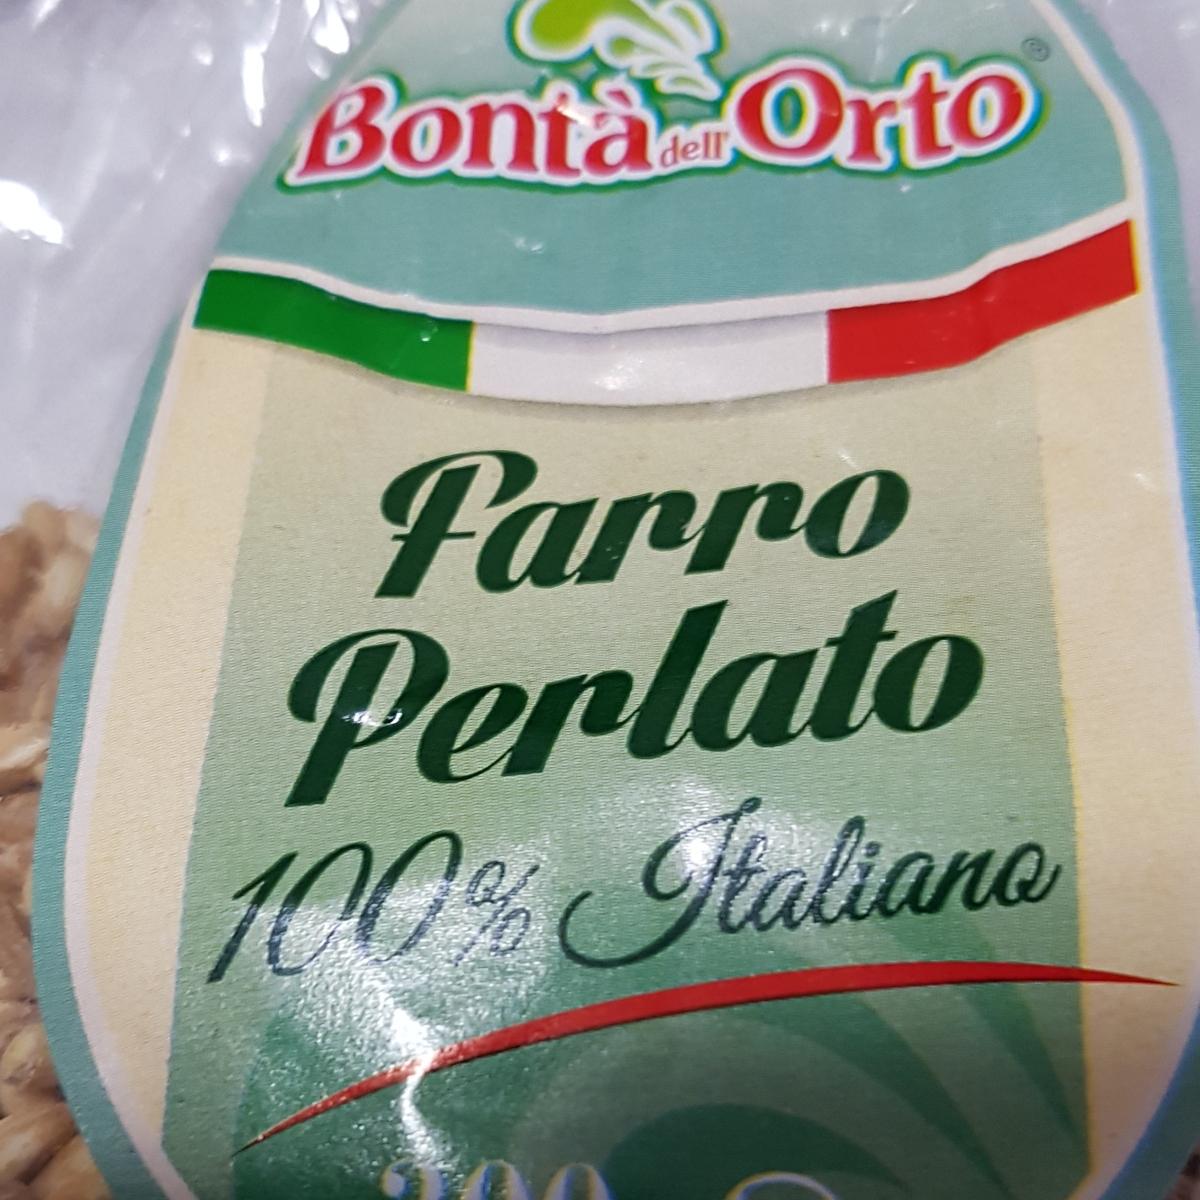 Bontà dell'Orto®
Farro
Perlato
100% Italiano